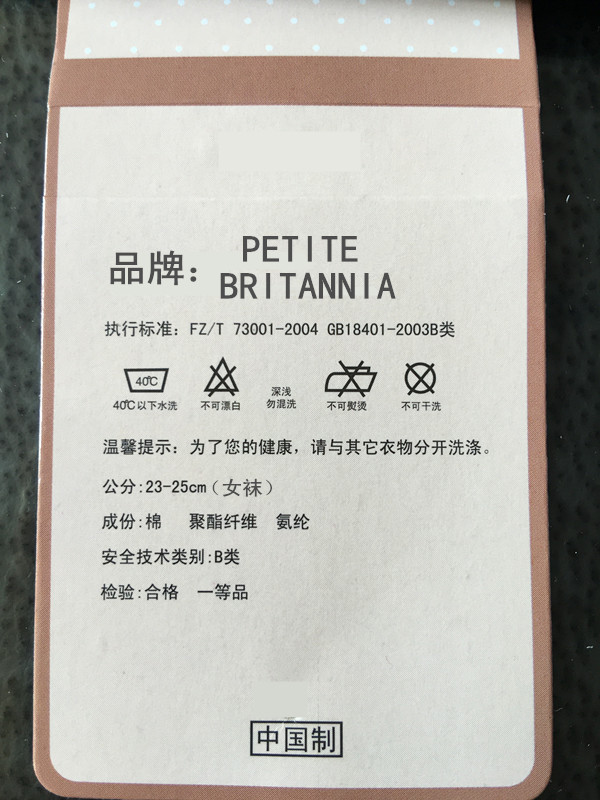 品牌： PETITE
BRITANNIA
执行标准：FZ/T 73001-2004 GB18401-2003B类
40℃
40℃以下水洗
不可漂白
深浅
勿混洗
不可熨烫
不可干洗
温馨提示：为了您的健康，请与其它衣物分开洗涤。
公分:23-25cm（女袜）
成份:棉 聚酯纤维 氨纶
安全技术类别:B类
检验:合格 一等品
中国制